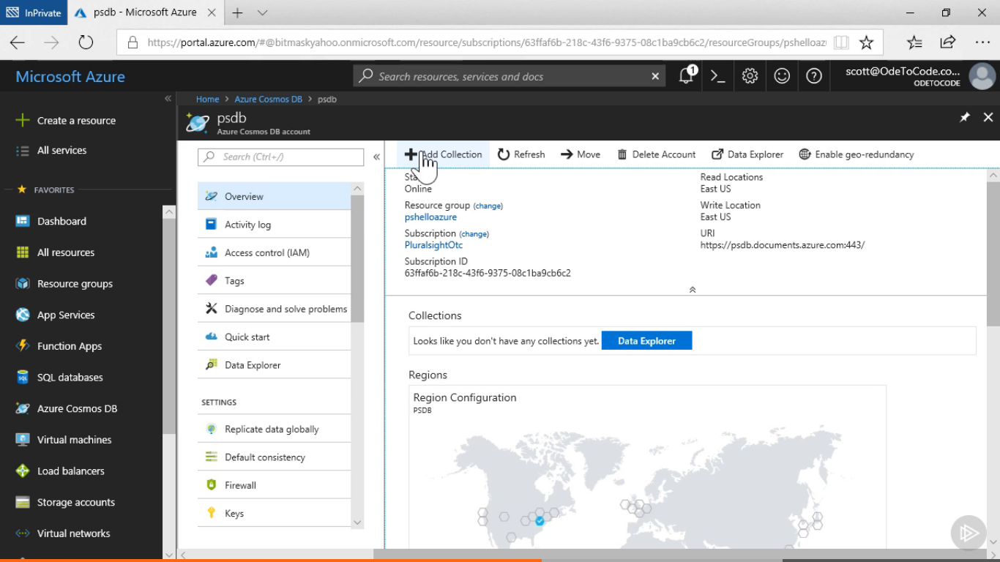 InPrivate
psdb - Microsoft Azure
https://portal.azure.com/#@bitmaskyahoo.onmicrosoft.com/resource/subscriptions/63ffaf6b-218c-43f6-9375-08c1ba9cb6c2/resourceGroups/pshelloaz
Microsoft Azure
Search resources, services and docs
1
scott@OdeToCode.co...
ODETOCODE
Home > Azure Cosmos DB > psdb
psdb
Azure Cosmos DB account
Create a resource
All services
FAVORITES
Dashboard
All resources
Resource groups
App Services
Function Apps
SQL databases
Azure Cosmos DB
Virtual machines
Load balancers
Storage accounts
Virtual networks
Search (Ctrl+/)
Overview
Activity log
Access control (IAM)
Tags
Diagnose and solve problems
Quick start
Data Explorer
SETTINGS
Replicate data globally
Default consistency
Firewall
Keys
Add Collection
Refresh
Move
Delete Account
Data Explorer
Enable geo-redundancy
Online
Resource group (change)
pshelloazure
Subscription (change)
PluralsightOtc
Subscription ID
63ffaf6b-218c-43f6-9375-08c1ba9cb6c2
Read Locations
East US
Write Location
East US
URI
https://psdb.documents.azure.com:443/
Collections
Looks like you don't have any collections yet. Data Explorer
Regions
Region Configuration
PSDB